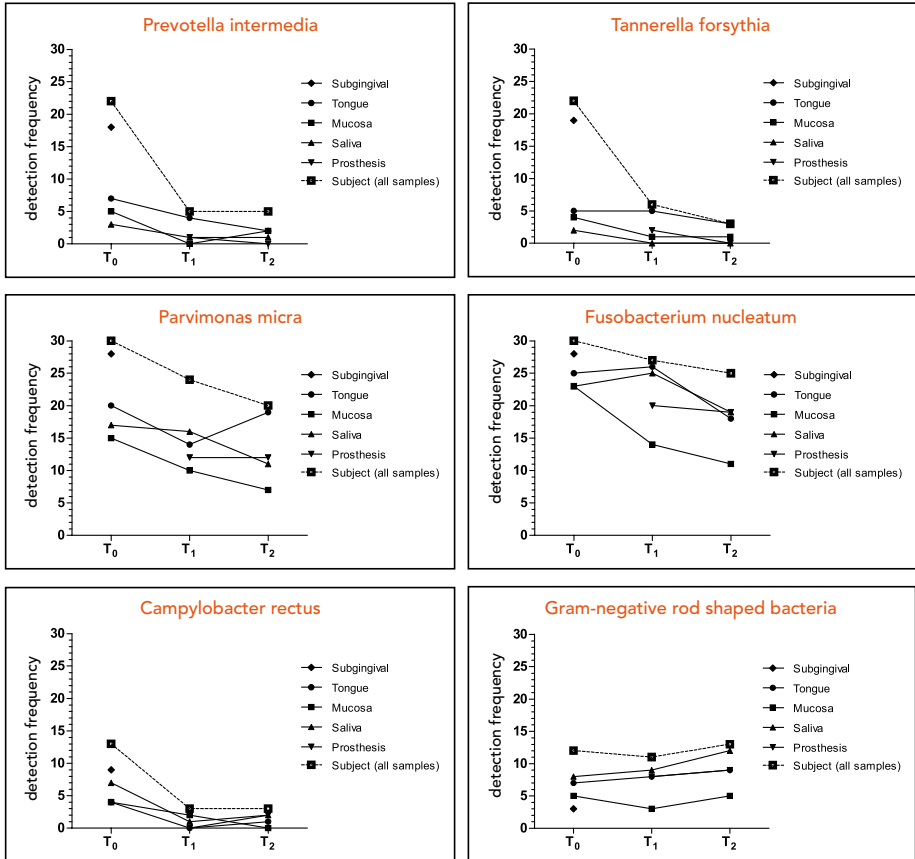 Prevotella intermedia
detection frequency
30
25
20
15
10
5
0
T0 T1 T2
Subgingival
Tongue
Mucosa
Saliva
Prosthesis
Subject (all samples)
Tannerella forsythia
detection frequency
30
25
20
15
10
5
0
T0 T1 T2
Subgingival
Tongue
Mucosa
Saliva
Prosthesis
Subject (all samples)
Parvimonas micra
detection frequency
30
25
20
15
10
5
0
T0 T1 T2
Subgingival
Tongue
Mucosa
Saliva
Prosthesis
Subject (all samples)
Fusobacterium nucleatum
detection frequency
30
25
20
15
10
5
0
T0 T1 T2
Subgingival
Tongue
Mucosa
Saliva
Prosthesis
Subject (all samples)
Campylobacter rectus
detection frequency
30
25
20
15
10
5
0
T0 T1 T2
Subgingival
Tongue
Mucosa
Saliva
Prosthesis
Subject (all samples)
Gram-negative rod shaped bacteria
detection frequency
30
25
20
15
10
5
0
T0 T1 T2
Subgingival
Tongue
Mucosa
Saliva
Prosthesis
Subject (all samples)